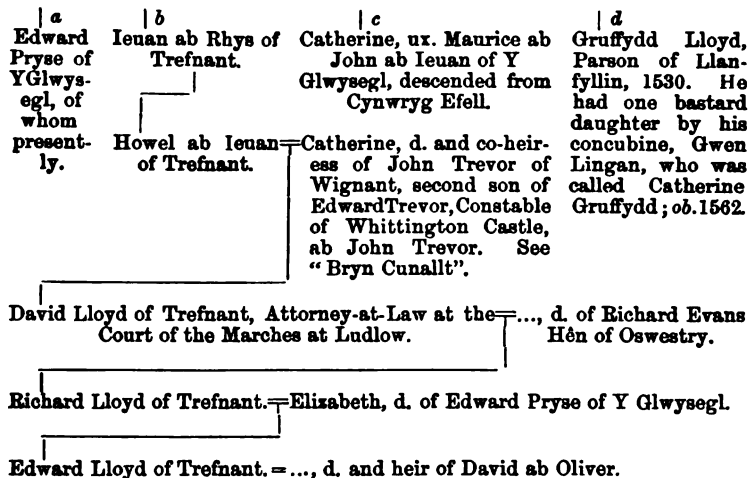 a
Edward
Pryse of
YGlwys-
egl, of
whom
present-
ly.
b
Ieuan ab Rhys of
Trefnant.
c
Catherine, ux. Maurice ab
John ab Ieuan of Y
Glwysegl, descended from
Cynwryg Efell.
d
Gruffydd Lloyd,
Parson of Llan-
fyllin, 1530. He
had one bastard
daughter by his
concubine, Gwen
Lingan, who was
called Catherine
Gruffydd; ob. 1562.
Howel ab Ieuan
of Trefnant.
Catherine, d. and co-heir-
ess of John Trevor of
Wignant, second son of
Edward Trevor, Constable
of Whittington Castle,
ab John Trevor. See
"Bryn Cunallt".
David Lloyd of Trefnant, Attorney-at-Law at the
Court of the Marches at Ludlow.
..., d. of Richard Evans
Hên of Oswestry.
Richard Lloyd of Trefnant.=Elizabeth, d. of Edward Pryse of Y Glwysegl.
Edward Lloyd of Trefnant.=..., d. and heir of David ab Oliver.